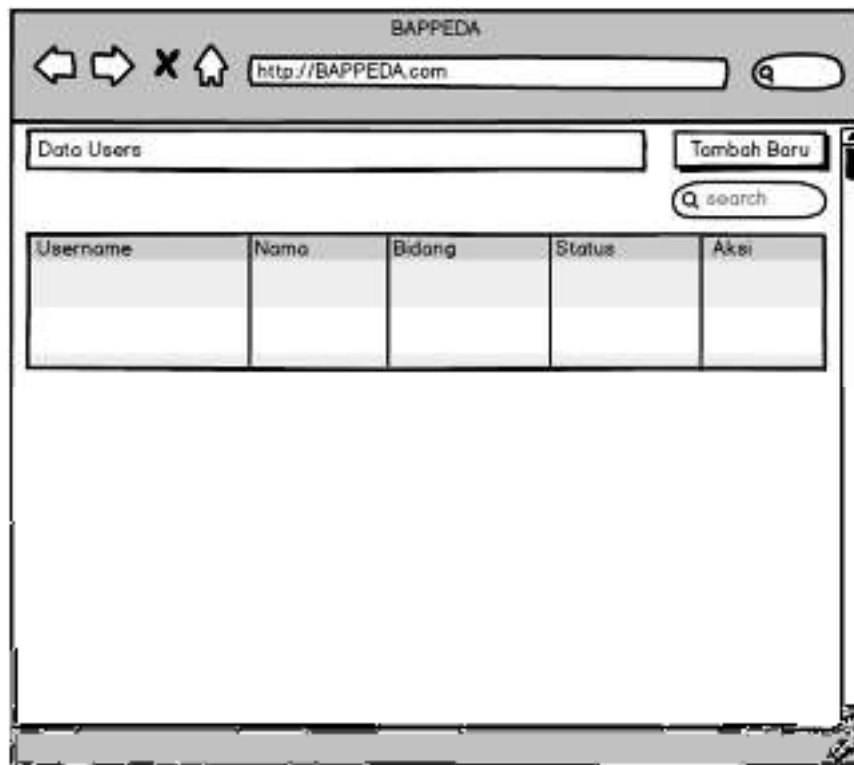 BAPPEDA
http://BAPPEDA.com
Data Users
Tambah Baru
search
Username Nama Bidang Status Aksi